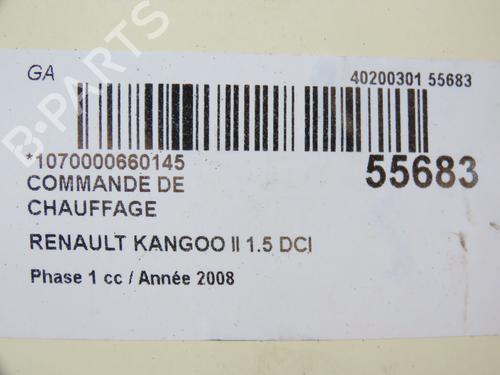 GA
40200301 55683
*1070000660145
55683
COMMANDE DE
CHAUFFAGE
RENAULT KANGOO II 1.5 DCI
Phase 1 cc / Année 2008
B-PARTS